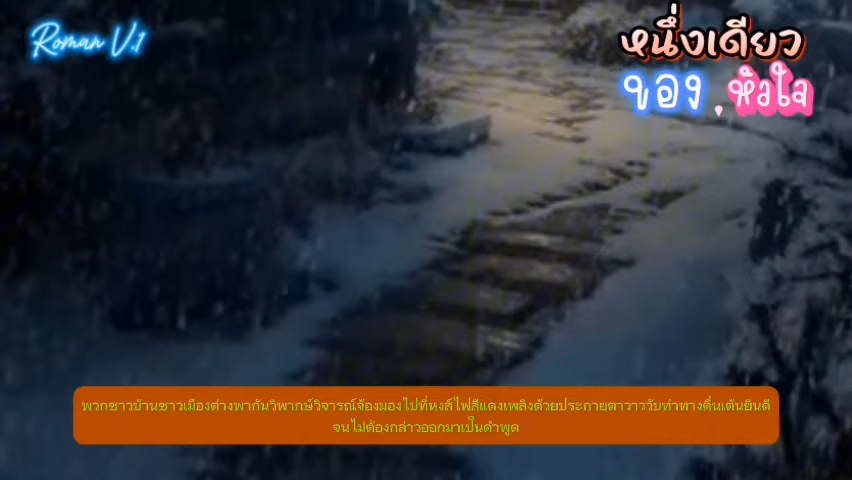 Roman V.1
หนึ่งเดียว
ของ หัวใจ
พวกชาวบ้านชาวเมืองต่างพากันวิพากษ์วิจารณ์จ้องมองไปที่หงส์ไฟสีแดงเพลิงด้วยประกายตาวาววับท่าทางตื่นเต้นยินดี
จนไม่ต้องกล่าวออกมาเป็นคำพูด